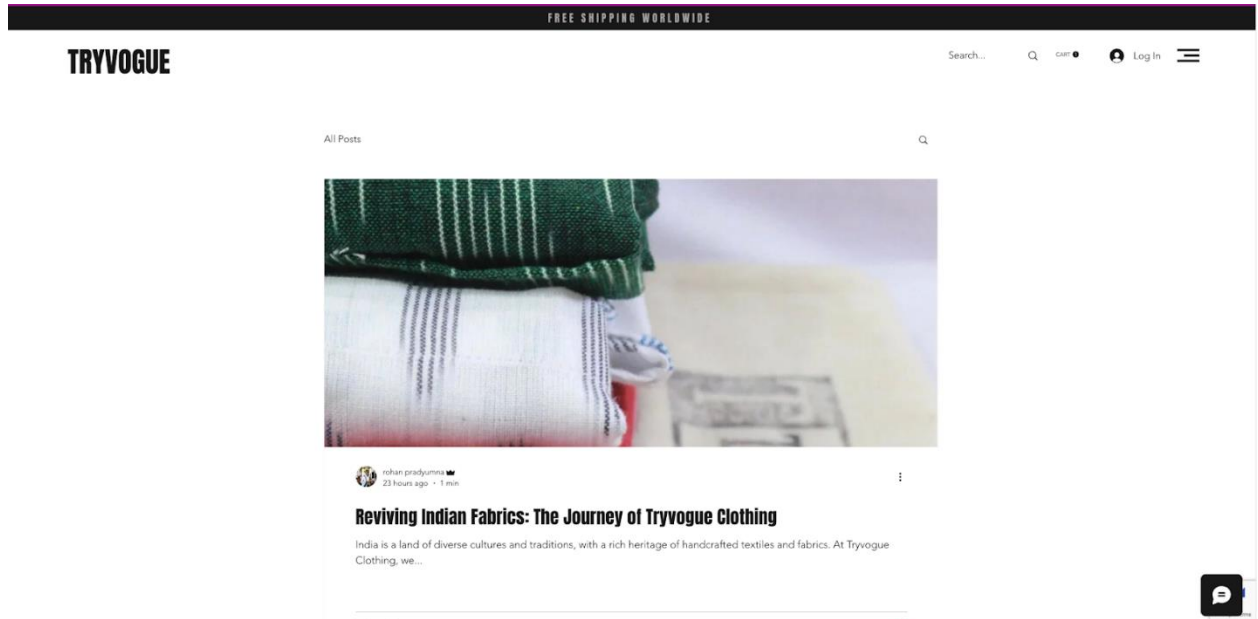 FREE SHIPPING WORLDWIDE
TRYVOGUE
Search...
CART
Log In
All Posts
rohan pradyumna
23 hours ago • 1 min
Reviving Indian Fabrics: The Journey of Tryvogue Clothing
India is a land of diverse cultures and traditions, with a rich heritage of handcrafted textiles and fabrics. At Tryvogue
Clothing, we...